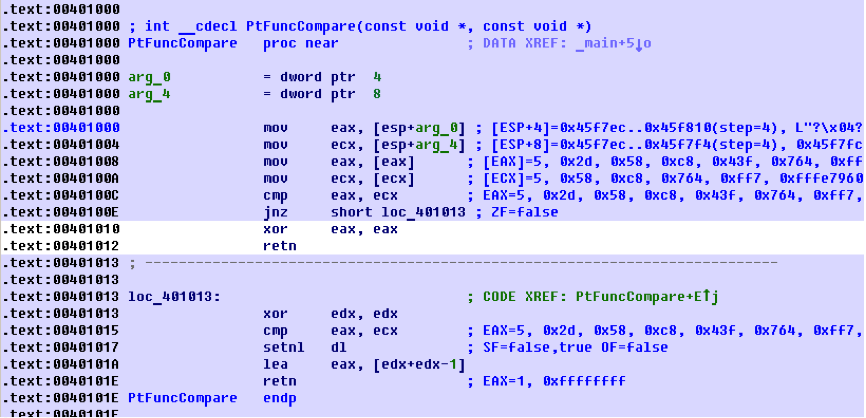 .text:00401000
.text:00401000 ; int __cdecl PtFuncCompare(const void *, const void *)
.text:00401000 PtFuncCompare proc near ; DATA XREF: _main+5↓o
.text:00401000
.text:00401000 arg_0 = dword ptr 4
.text:00401000 arg_4 = dword ptr 8
.text:00401000
.text:00401000 mov eax, [esp+arg_0] ; [ESP+4]=0x45f7ec..0x45f810(step=4), L"?\x04?
.text:00401004 mov ecx, [esp+arg_4] ; [ESP+8]=0x45f7ec..0x45f7f4(step=4), 0x45f7fc
.text:00401008 mov eax, [eax] ; [EAX]=5, 0x2d, 0x58, 0xc8, 0x43f, 0x764, 0xff
.text:0040100A mov ecx, [ecx] ; [ECX]=5, 0x58, 0xc8, 0x764, 0xff7, 0xfffe7960
.text:0040100C cmp eax, ecx ; EAX=5, 0x2d, 0x58, 0xc8, 0x43f, 0x764, 0xff7,
.text:0040100E jnz short loc_401013 ; ZF=false
.text:00401010 xor eax, eax
.text:00401012 retn
.text:00401013 ; ---------------------------------------------------------------------------
.text:00401013
.text:00401013 loc_401013: ; CODE XREF: PtFuncCompare+E↑j
.text:00401013 xor edx, edx
.text:00401015 cmp eax, ecx ; EAX=5, 0x2d, 0x58, 0xc8, 0x43f, 0x764, 0xff7,
.text:00401017 setnl dl ; SF=false,true OF=false
.text:0040101A lea eax, [edx+edx-1]
.text:0040101E retn ; EAX=1, 0xffffffff
.text:0040101E PtFuncCompare endp
.text:0040101E